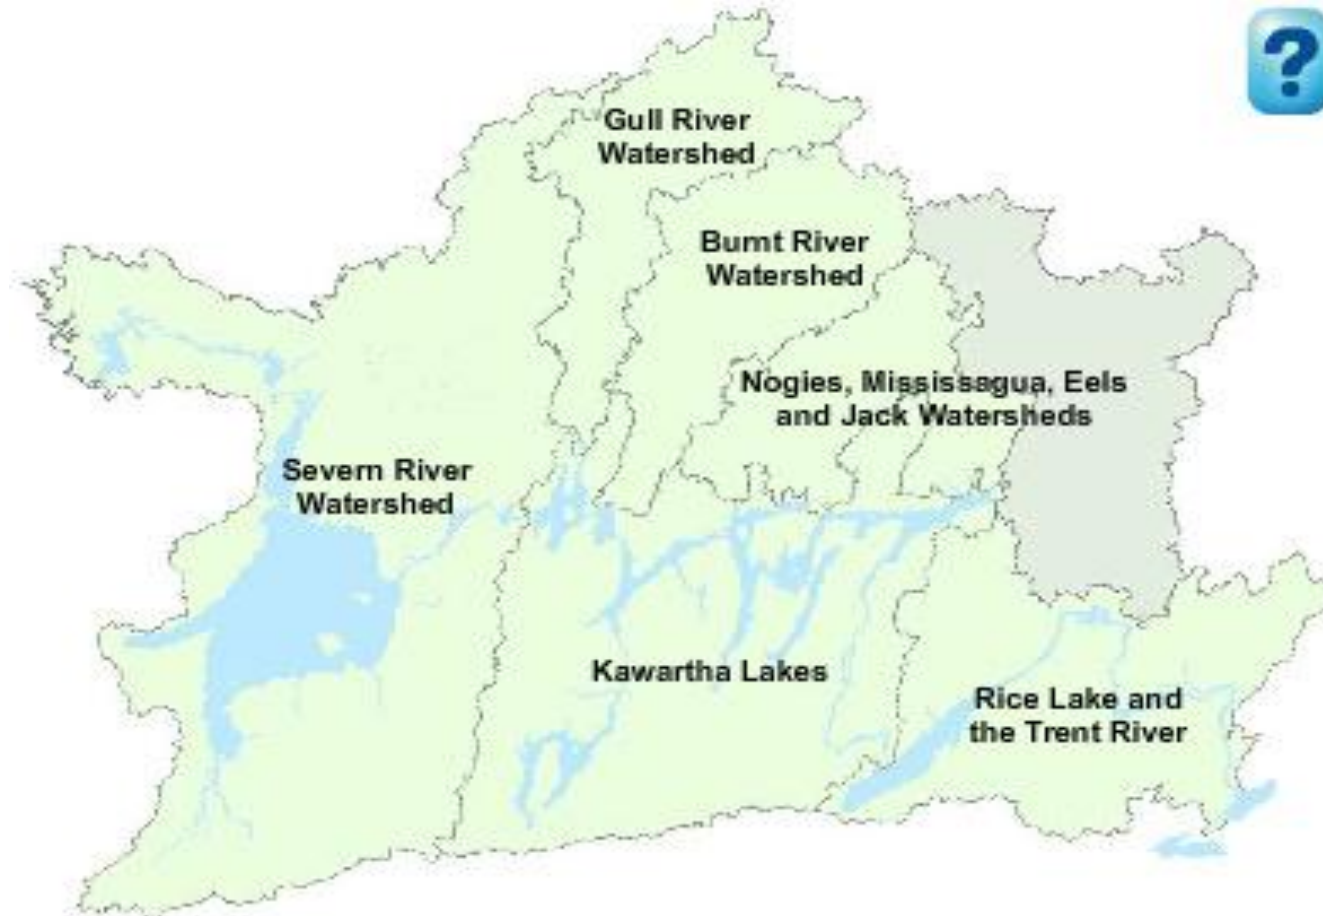 ?
Gull River
Watershed
Burnt River
Watershed
Nogies, Mississagua, Eels
and Jack Watersheds
Severn River
Watershed
Kawartha Lakes
Rice Lake and
the Trent River